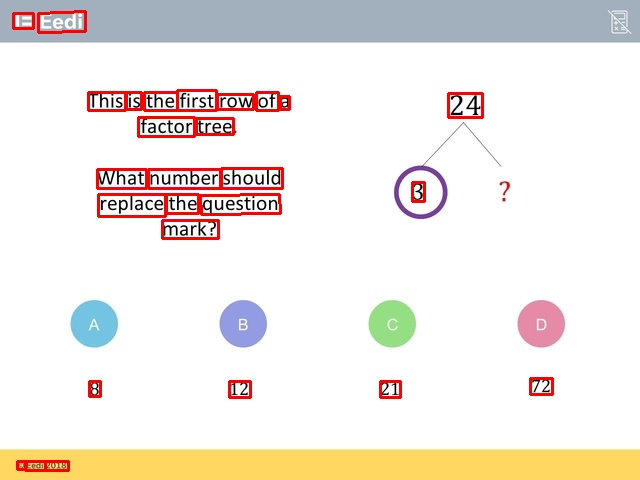 Eedi
This is the first row of a
factor tree.
24
What number should
replace the question
mark?
3
?
A
B
C
D
8
12
21
72
© Eedi 2018